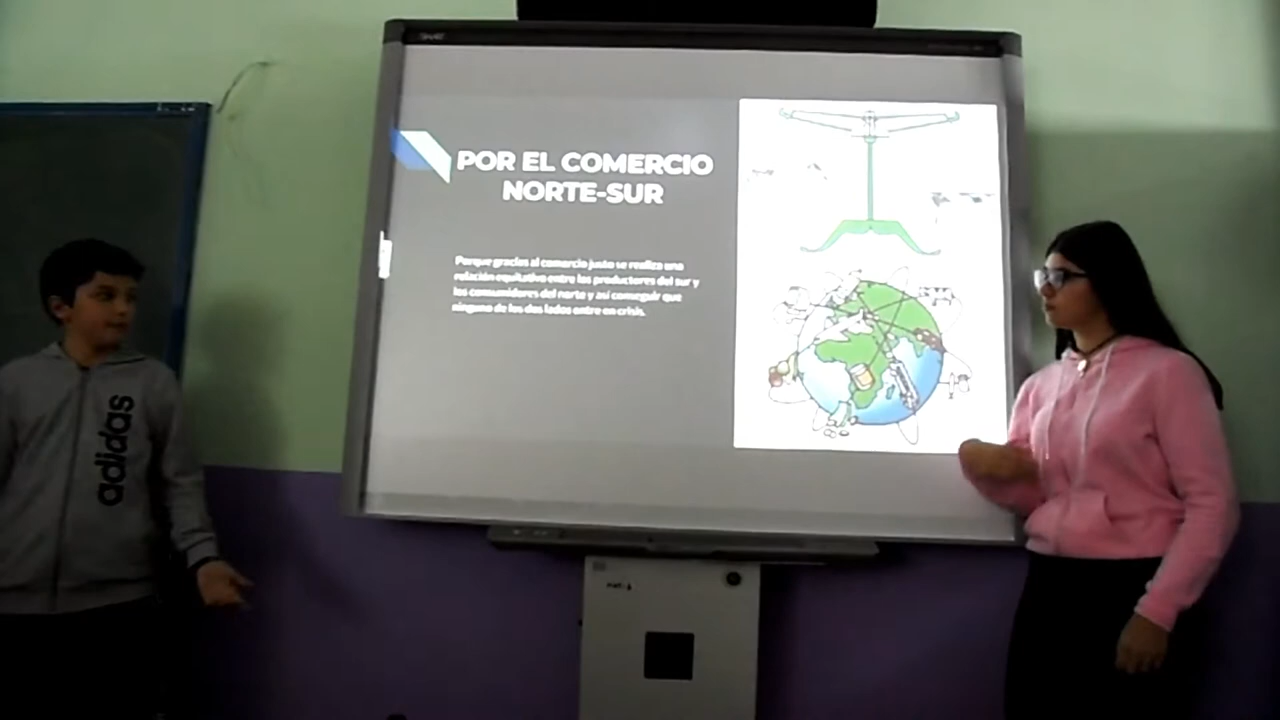 SMART
POR EL COMERCIO
NORTE-SUR
Porque gracias al comercio justo se realiza una
relación equitativa entre los productores del sur y
los consumidores del norte y así conseguir que
ninguno de los dos lados entre en crisis.
adidas